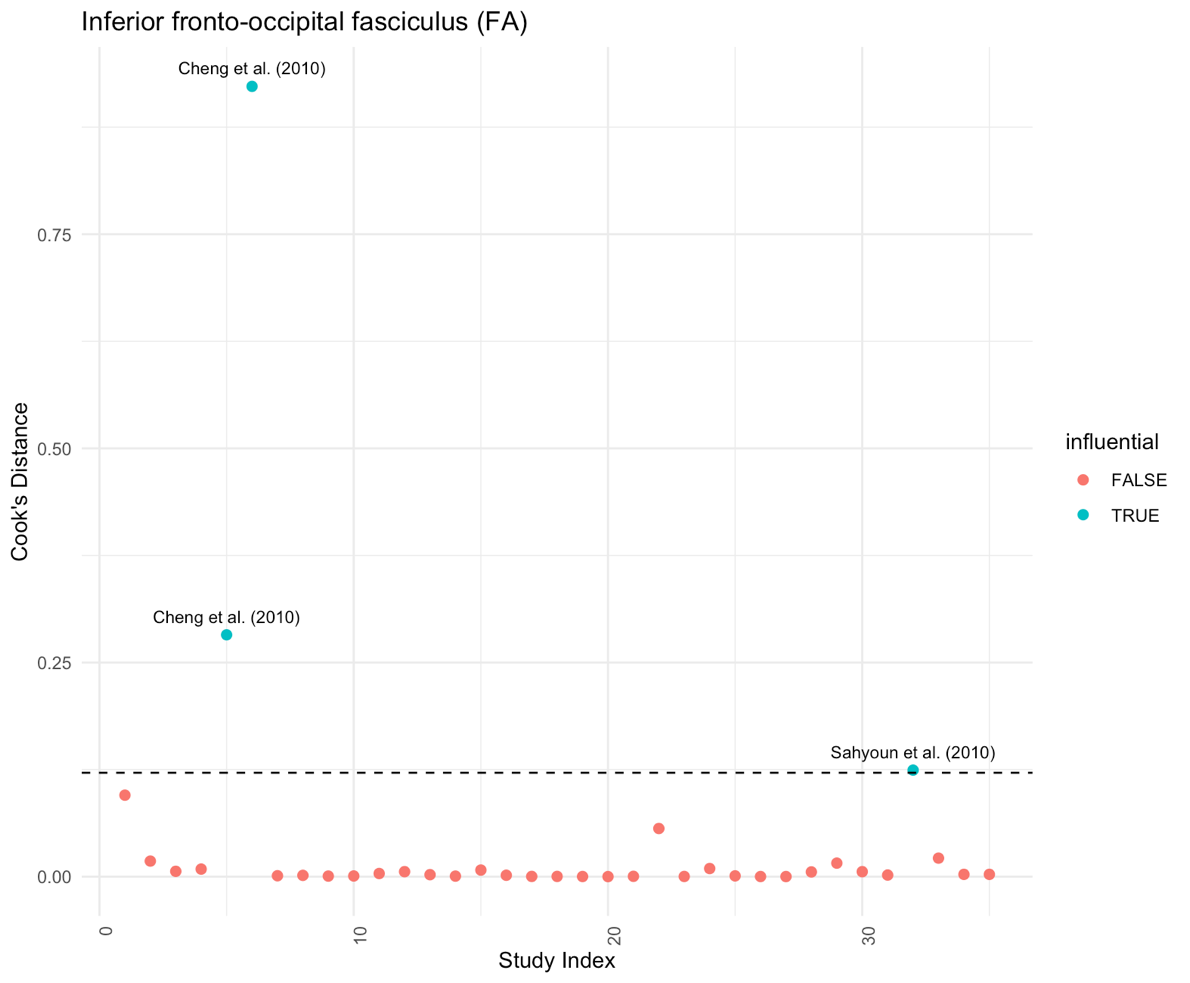 Inferior fronto-occipital fasciculus (FA)
Cheng et al. (2010)
0.75
0.50
Cheng et al. (2010)
0.25
Sahyoun et al. (2010)
0.00
Cook's Distance
0
10
20
30
Study Index
influential
FALSE
TRUE